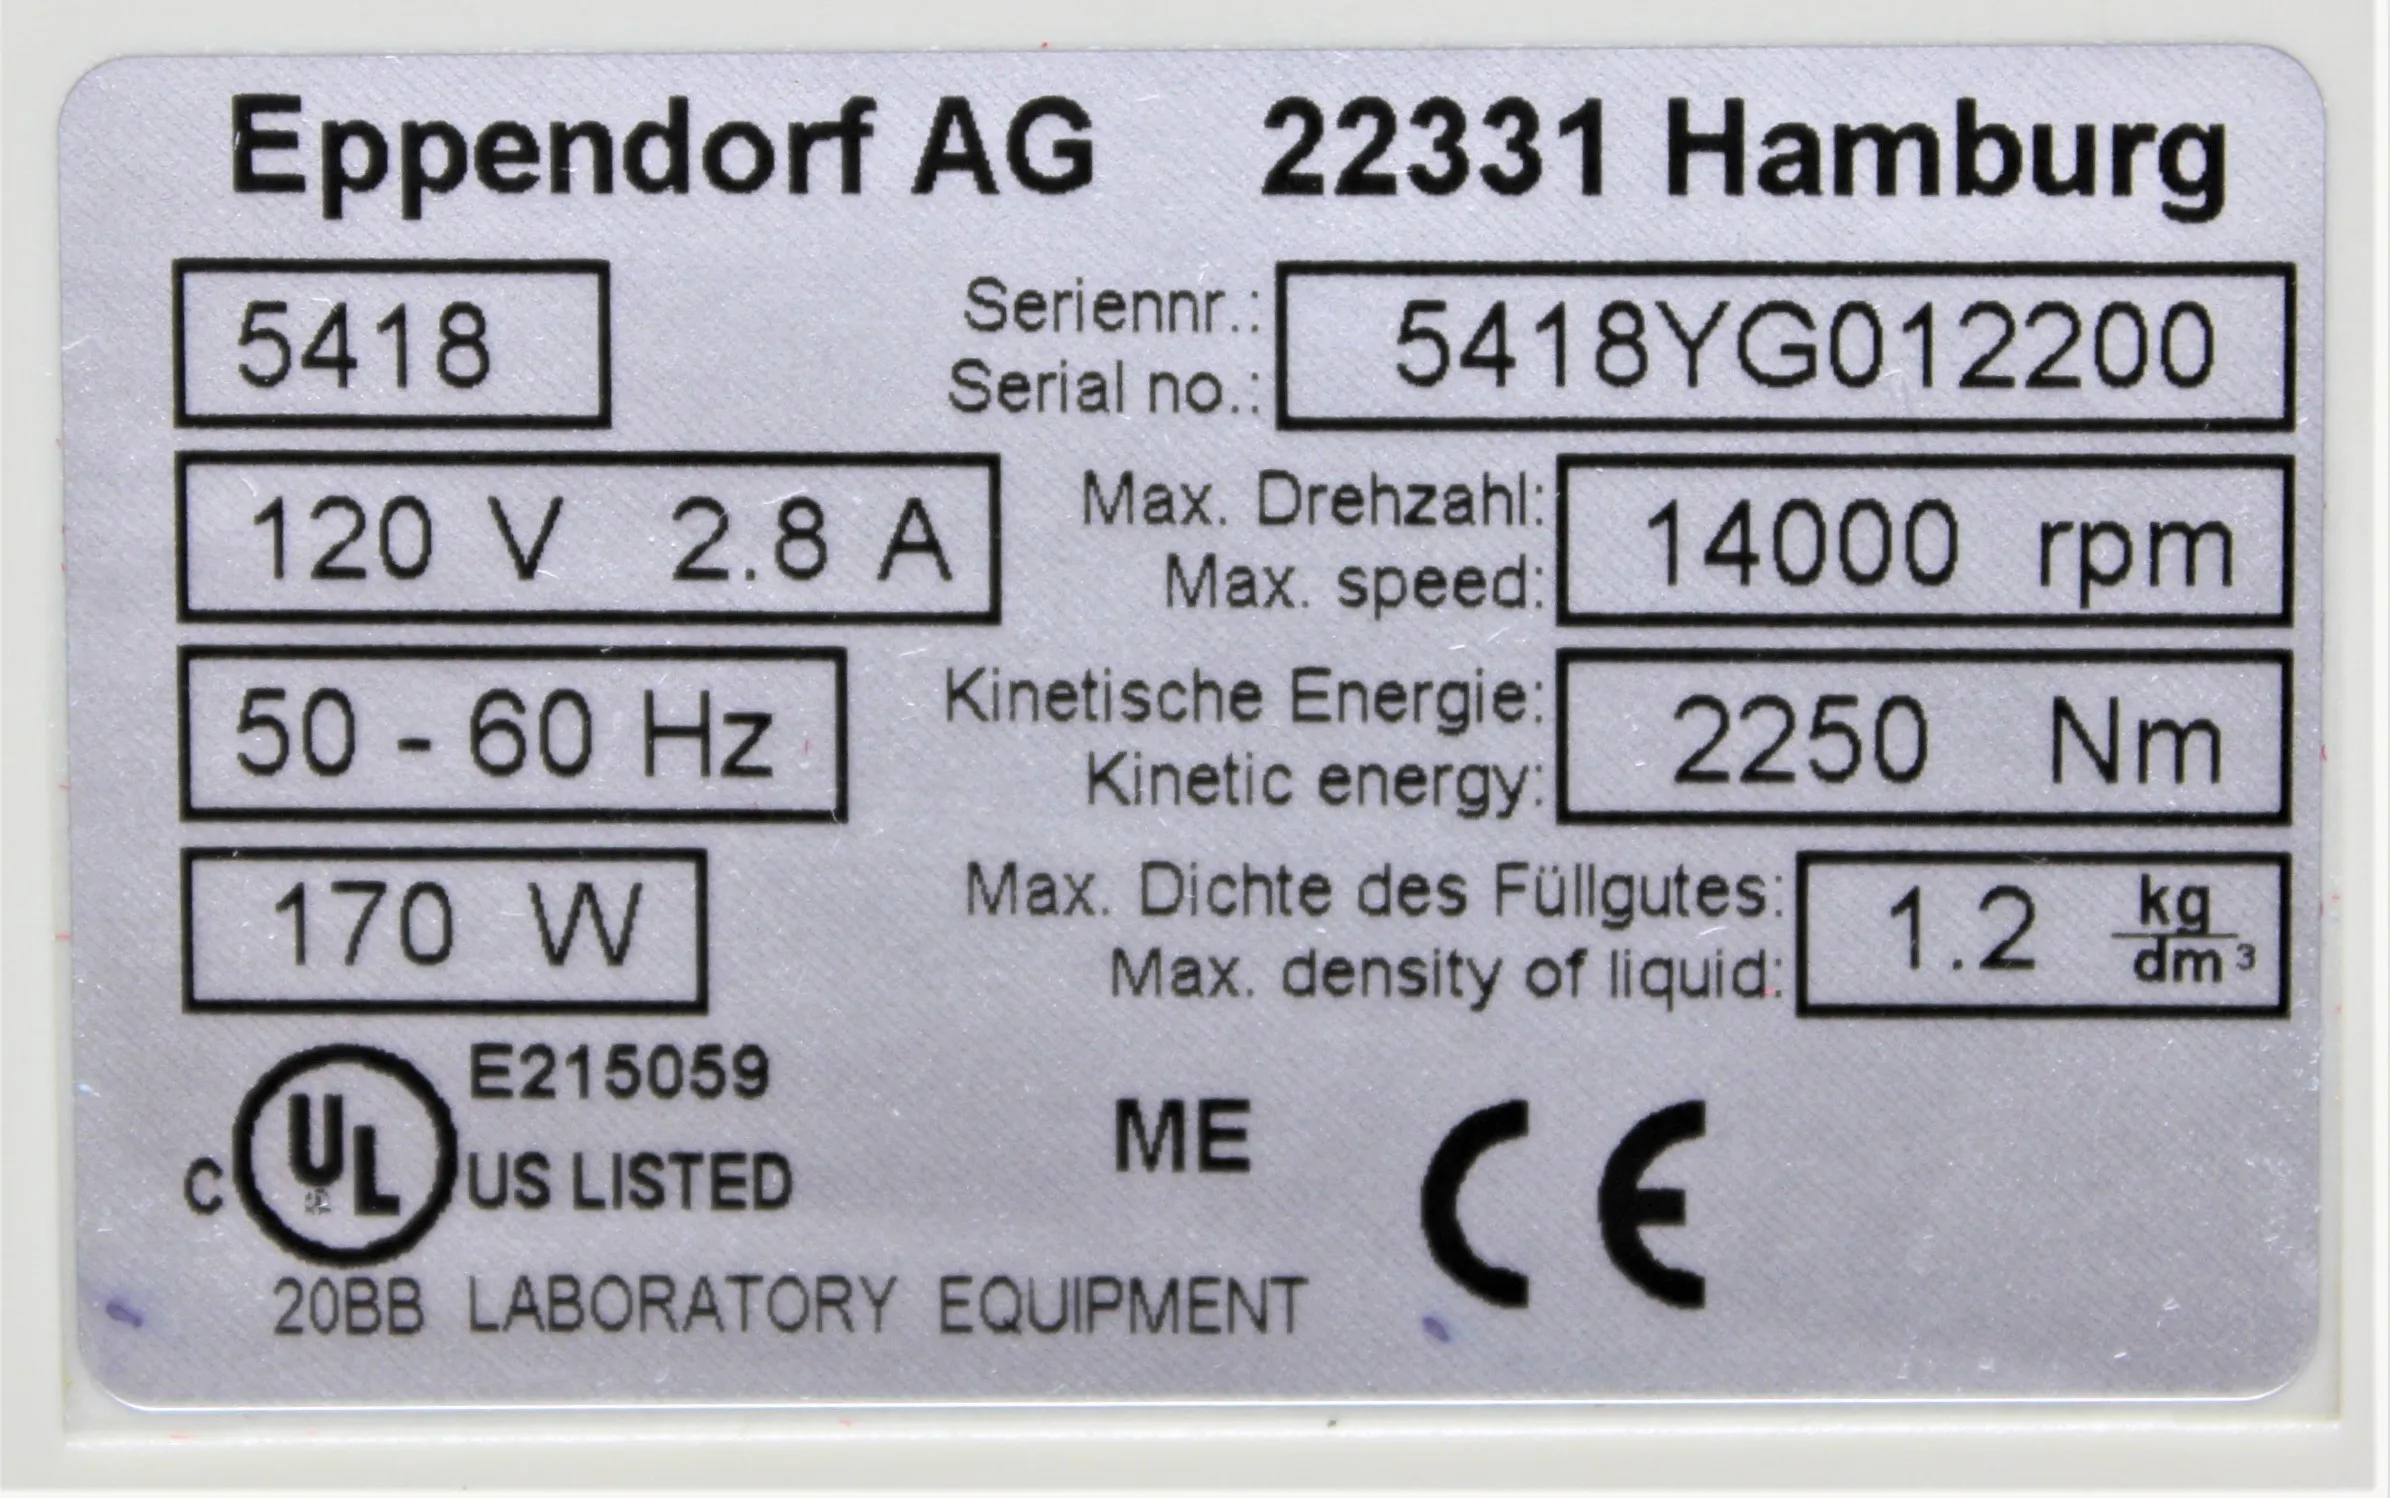 Eppendorf AG 22331 Hamburg
5418
Seriennr.:
Serial no.:
5418YG012200
120 V 2.8 A
Max. Drehzahl:
Max. speed:
14000 rpm
50 - 60 Hz
Kinetische Energie:
Kinetic energy:
2250 Nm
170 W
Max. Dichte des Füllgutes:
Max. density of liquid:
1.2 kg/dm³
E215059
C UL US LISTED
ME CE
20BB LABORATORY EQUIPMENT